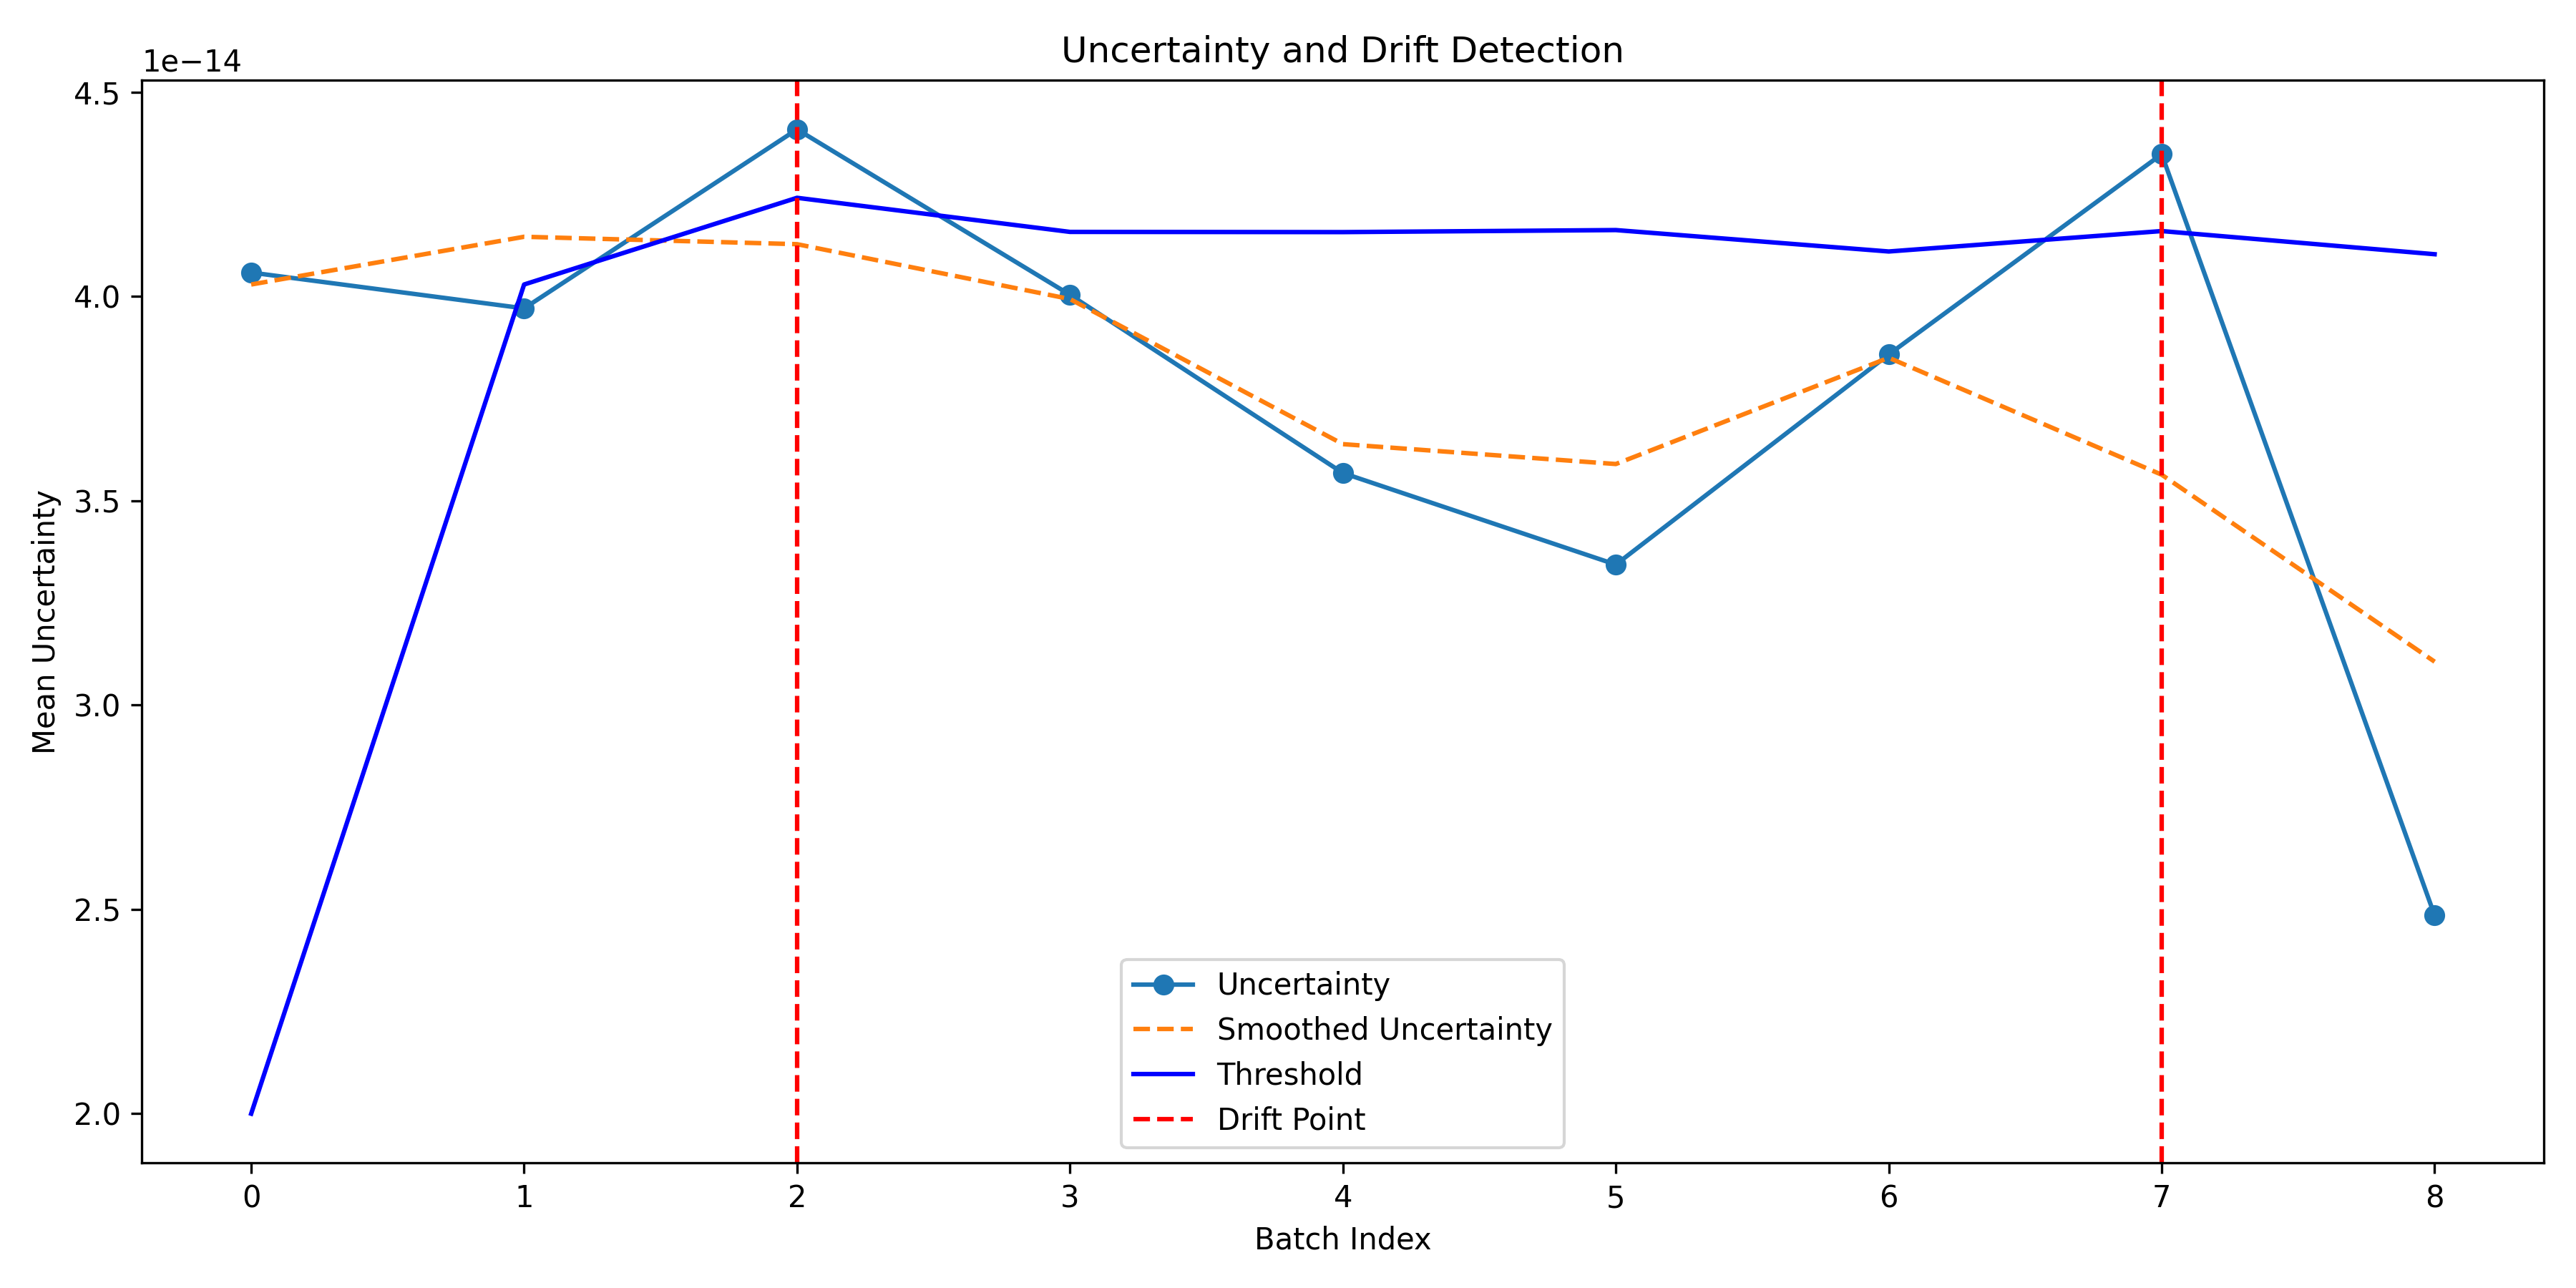 Uncertainty and Drift Detection
1e−14
4.5
4.0
3.5
3.0
2.5
2.0
Mean Uncertainty
0 1 2 3 4 5 6 7 8
Batch Index
Uncertainty
Smoothed Uncertainty
Threshold
Drift Point